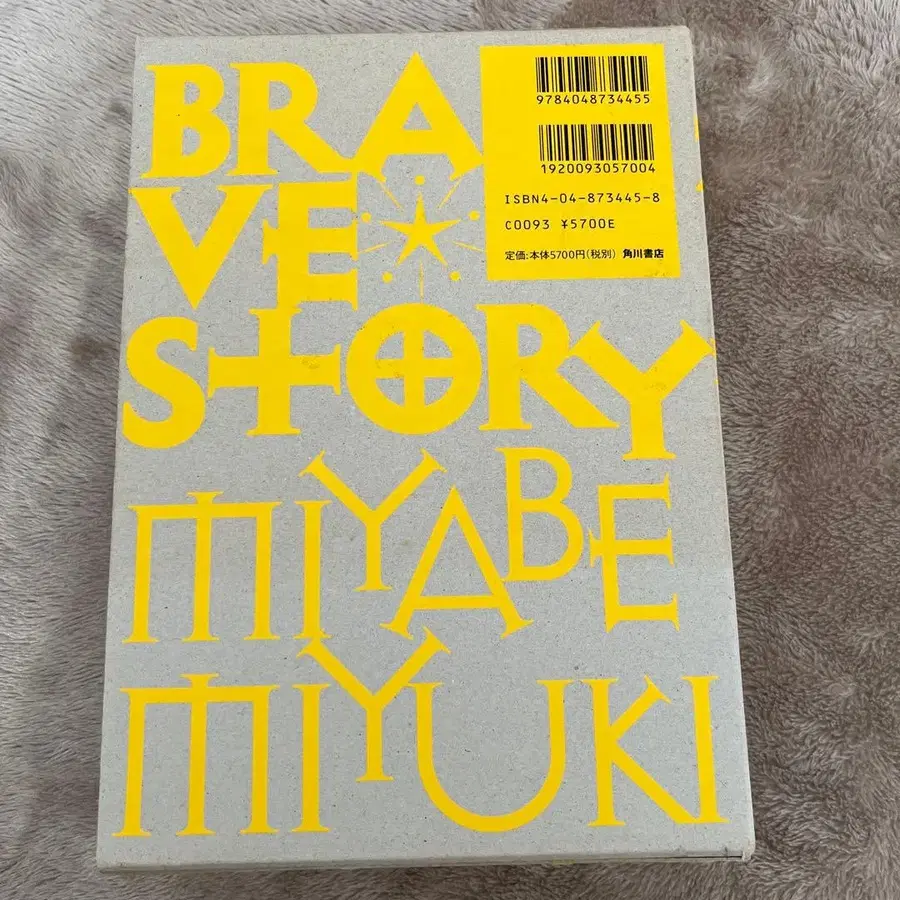 BRA
VE
STORY
MIYABE
MIYUKI
9784048734455
1920093057004
ISBN4-04-873445-8
C0093 ¥5700E
定価:本体5700円(税別) 角川書店